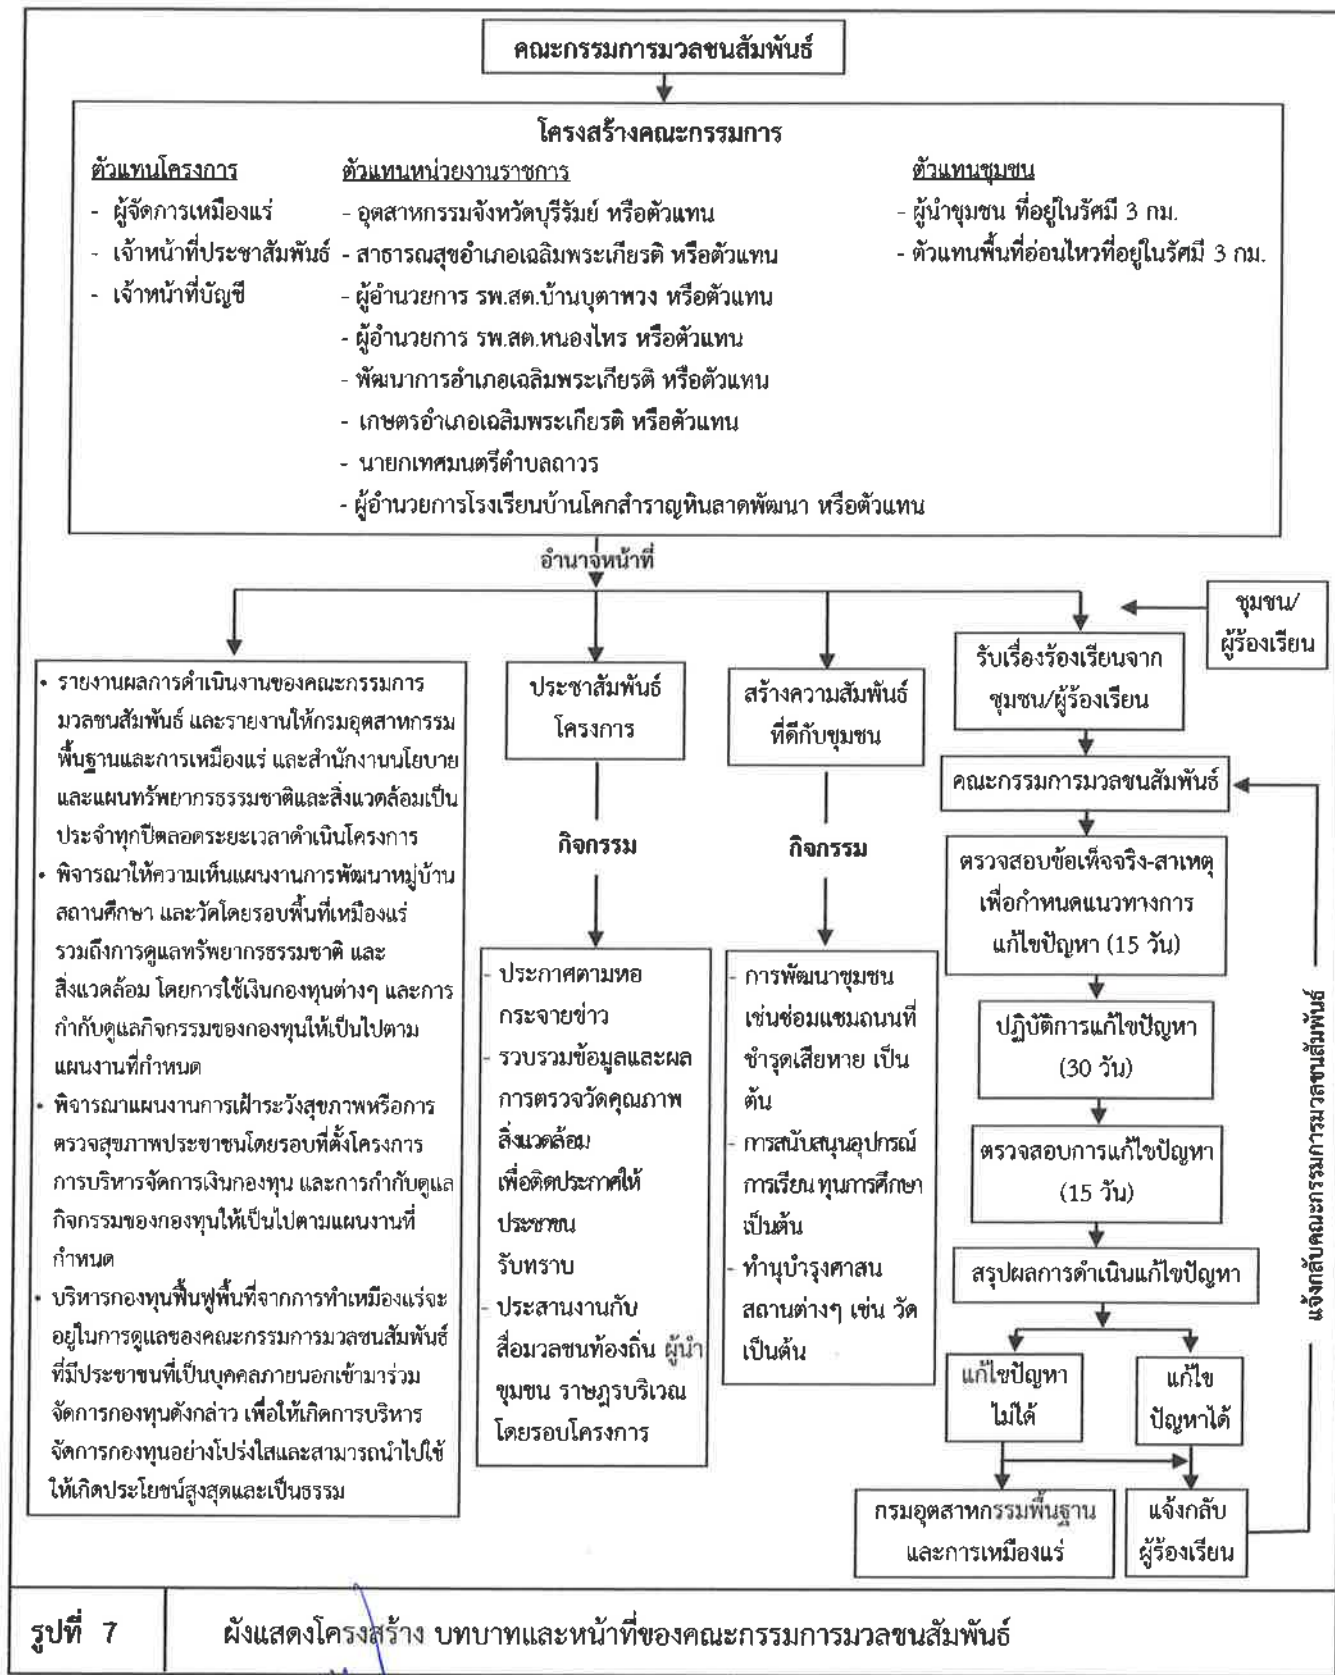 คณะกรรมการมวลชนสัมพันธ์
โครงสร้างคณะกรรมการ
ตัวแทนโครงการ
- ผู้จัดการเหมืองแร่
- เจ้าหน้าที่ประชาสัมพันธ์
- เจ้าหน้าที่บัญชี
ตัวแทนหน่วยงานราชการ
- อุตสาหกรรมจังหวัดบุรีรัมย์ หรือตัวแทน
- สาธารณสุขอำเภอเฉลิมพระเกียรติ หรือตัวแทน
- ผู้อำนวยการ รพ.สต.บ้านบุตาพวง หรือตัวแทน
- ผู้อำนวยการ รพ.สต.หนองไทร หรือตัวแทน
- พัฒนาการอำเภอเฉลิมพระเกียรติ หรือตัวแทน
- เกษตรอำเภอเฉลิมพระเกียรติ หรือตัวแทน
- นายกเทศมนตรีตำบลถาวร
- ผู้อำนวยการโรงเรียนบ้านโคกสำราญหินลาดพัฒนา หรือตัวแทน
ตัวแทนชุมชน
- ผู้นำชุมชน ที่อยู่ในรัศมี 3 กม.
- ตัวแทนพื้นที่อ่อนไหวที่อยู่ในรัศมี 3 กม.
อำนาจหน้าที่
• รายงานผลการดำเนินงานของคณะกรรมการ
มวลชนสัมพันธ์ และรายงานให้กรมอุตสาหกรรม
พื้นฐานและการเหมืองแร่ และสำนักงานนโยบาย
และแผนทรัพยากรธรรมชาติและสิ่งแวดล้อมเป็น
ประจำทุกปีตลอดระยะเวลาดำเนินโครงการ
• พิจารณาให้ความเห็นแผนงานการพัฒนาหมู่บ้าน
สถานศึกษา และวัดโดยรอบพื้นที่เหมืองแร่
รวมถึงการดูแลทรัพยากรธรรมชาติ และ
สิ่งแวดล้อม โดยการใช้เงินกองทุนต่างๆ และการ
กำกับดูแลกิจกรรมของกองทุนให้เป็นไปตาม
แผนงานที่กำหนด
• พิจารณาแผนงานการเฝ้าระวังสุขภาพหรือการ
ตรวจสุขภาพประชาชนโดยรอบที่ตั้งโครงการ
การบริหารจัดการเงินกองทุน และการกำกับดูแล
กิจกรรมของกองทุนให้เป็นไปตามแผนงานที่
กำหนด
• บริหารกองทุนฟื้นฟูพื้นที่จากการทำเหมืองแร่จะ
อยู่ในการดูแลของคณะกรรมการมวลชนสัมพันธ์
ที่มีประชาชนที่เป็นบุคคลภายนอกเข้ามาร่วม
จัดการกองทุนดังกล่าว เพื่อให้เกิดการบริหาร
จัดการกองทุนอย่างโปร่งใสและสามารถนำไปใช้
ให้เกิดประโยชน์สูงสุดและเป็นธรรม
ประชาสัมพันธ์
โครงการ
กิจกรรม
- ประกาศตามหอ
กระจายข่าว
- รวบรวมข้อมูลและผล
การตรวจวัดคุณภาพ
สิ่งแวดล้อม
เพื่อติดประกาศให้
ประชาชน
รับทราบ
- ประสานงานกับ
สื่อมวลชนท้องถิ่น ผู้นำ
ชุมชน ราษฎรบริเวณ
โดยรอบโครงการ
สร้างความสัมพันธ์
ที่ดีกับชุมชน
กิจกรรม
- การพัฒนาชุมชน
เช่นซ่อมแซมถนนที่
ชำรุดเสียหาย เป็น
ต้น
- การสนับสนุนอุปกรณ์
การเรียน ทุนการศึกษา
เป็นต้น
- ทำนุบำรุงศาสน
สถานต่างๆ เช่น วัด
เป็นต้น
ชุมชน/
ผู้ร้องเรียน
รับเรื่องร้องเรียนจาก
ชุมชน/ผู้ร้องเรียน
คณะกรรมการมวลชนสัมพันธ์
ตรวจสอบข้อเท็จจริง-สาเหตุ
เพื่อกำหนดแนวทางการ
แก้ไขปัญหา (15 วัน)
ปฏิบัติการแก้ไขปัญหา
(30 วัน)
ตรวจสอบการแก้ไขปัญหา
(15 วัน)
สรุปผลการดำเนินแก้ไขปัญหา
แก้ไขปัญหา
ไม่ได้
แก้ไข
ปัญหาได้
กรมอุตสาหกรรมพื้นฐาน
และการเหมืองแร่
แจ้งกลับ
ผู้ร้องเรียน
แจ้งกลับคณะกรรมการมวลชนสัมพันธ์
รูปที่ 7
ผังแสดงโครงสร้าง บทบาทและหน้าที่ของคณะกรรมการมวลชนสัมพันธ์